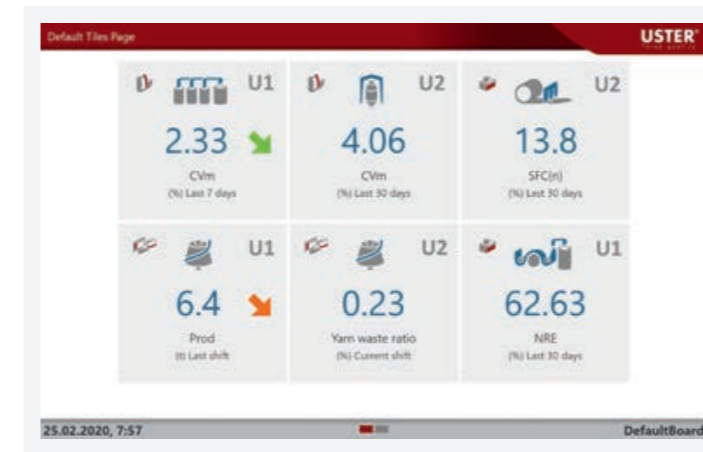 Default Tiles Page
USTER®
U1
2.33
CVm
(%) Last 7 days
U2
4.06
CVm
(%) Last 30 days
U2
13.8
SFC(n)
(%) Last 30 days
U1
6.4
Prod
(t) Last shift
U2
0.23
Yarn waste ratio
(%) Current shift
U1
62.63
NRE
(%) Last 30 days
25.02.2020, 7:57
DefaultBoard